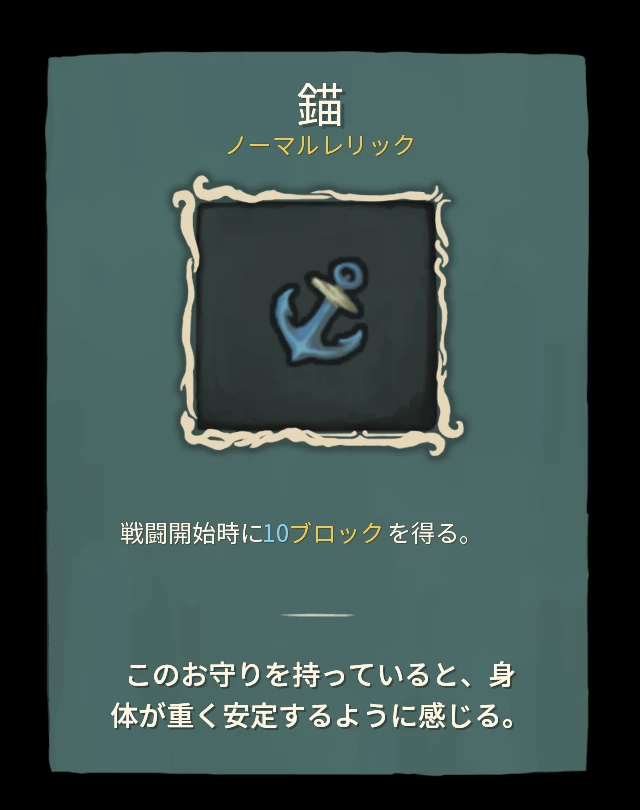 錨
ノーマルレリック
戦闘開始時に10ブロックを得る。
このお守りを持っていると、身
体が重く安定するように感じる。